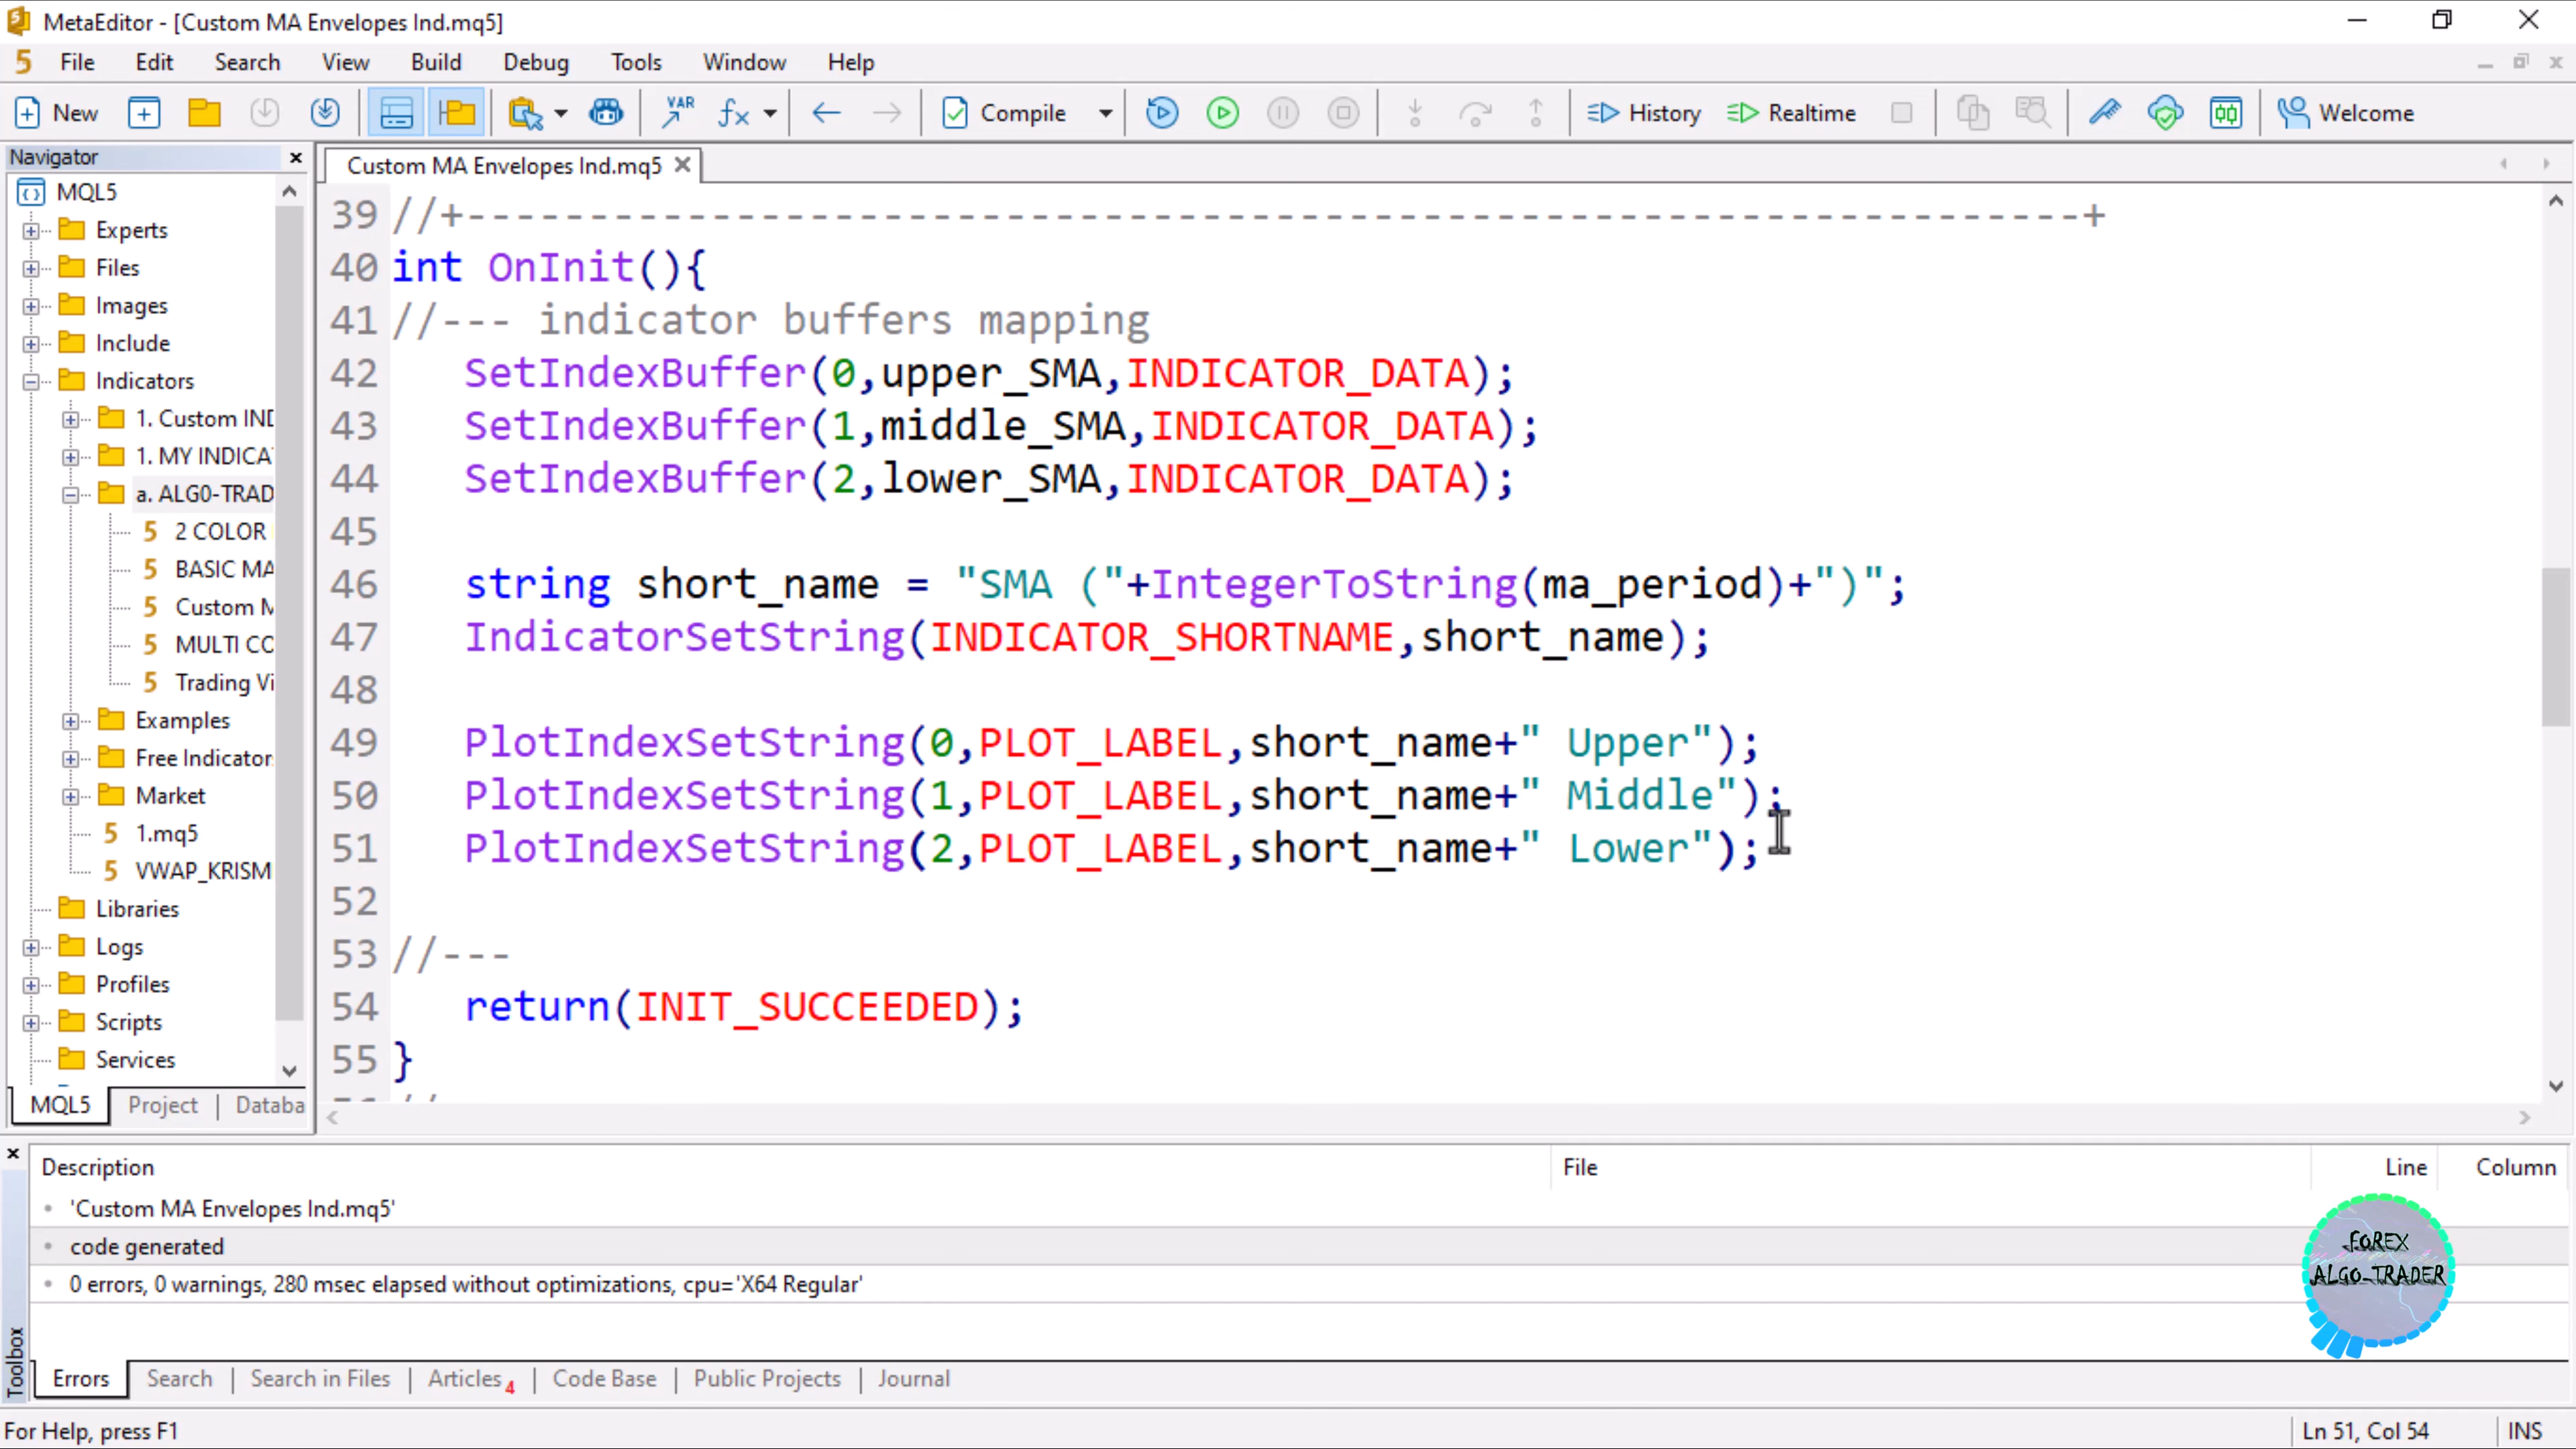 MetaEditor - [Custom MA Envelopes Ind.mq5]
File Edit Search View Build Debug Tools Window Help
New VAR fx Compile History Realtime Welcome
Navigator
Custom MA Envelopes Ind.mq5
MQL5
Experts
Files
Images
Include
Indicators
1. Custom IND
1. MY INDICA
a. ALG0-TRAD
2 COLOR
BASIC MA
Custom M
MULTI CO
Trading Vi
Examples
Free Indicator
Market
1.mq5
VWAP_KRISM
Libraries
Logs
Profiles
Scripts
Services
MQL5 Project Databa
39 //+------------------------------------------------------------------+
40 int OnInit(){
41 //--- indicator buffers mapping
42 SetIndexBuffer(0,upper_SMA,INDICATOR_DATA);
43 SetIndexBuffer(1,middle_SMA,INDICATOR_DATA);
44 SetIndexBuffer(2,lower_SMA,INDICATOR_DATA);
45
46 string short_name = "SMA ("+IntegerToString(ma_period)+")";
47 IndicatorSetString(INDICATOR_SHORTNAME,short_name);
48
49 PlotIndexSetString(0,PLOT_LABEL,short_name+" Upper");
50 PlotIndexSetString(1,PLOT_LABEL,short_name+" Middle");
51 PlotIndexSetString(2,PLOT_LABEL,short_name+" Lower");
52
53 //---
54 return(INIT_SUCCEEDED);
55 }
Description File Line Column
'Custom MA Envelopes Ind.mq5'
code generated
0 errors, 0 warnings, 280 msec elapsed without optimizations, cpu='X64 Regular'
FOREX
ALGO-TRADER
Toolbox
Errors Search Search in Files Articles 4 Code Base Public Projects Journal
For Help, press F1 Ln 51, Col 54 INS